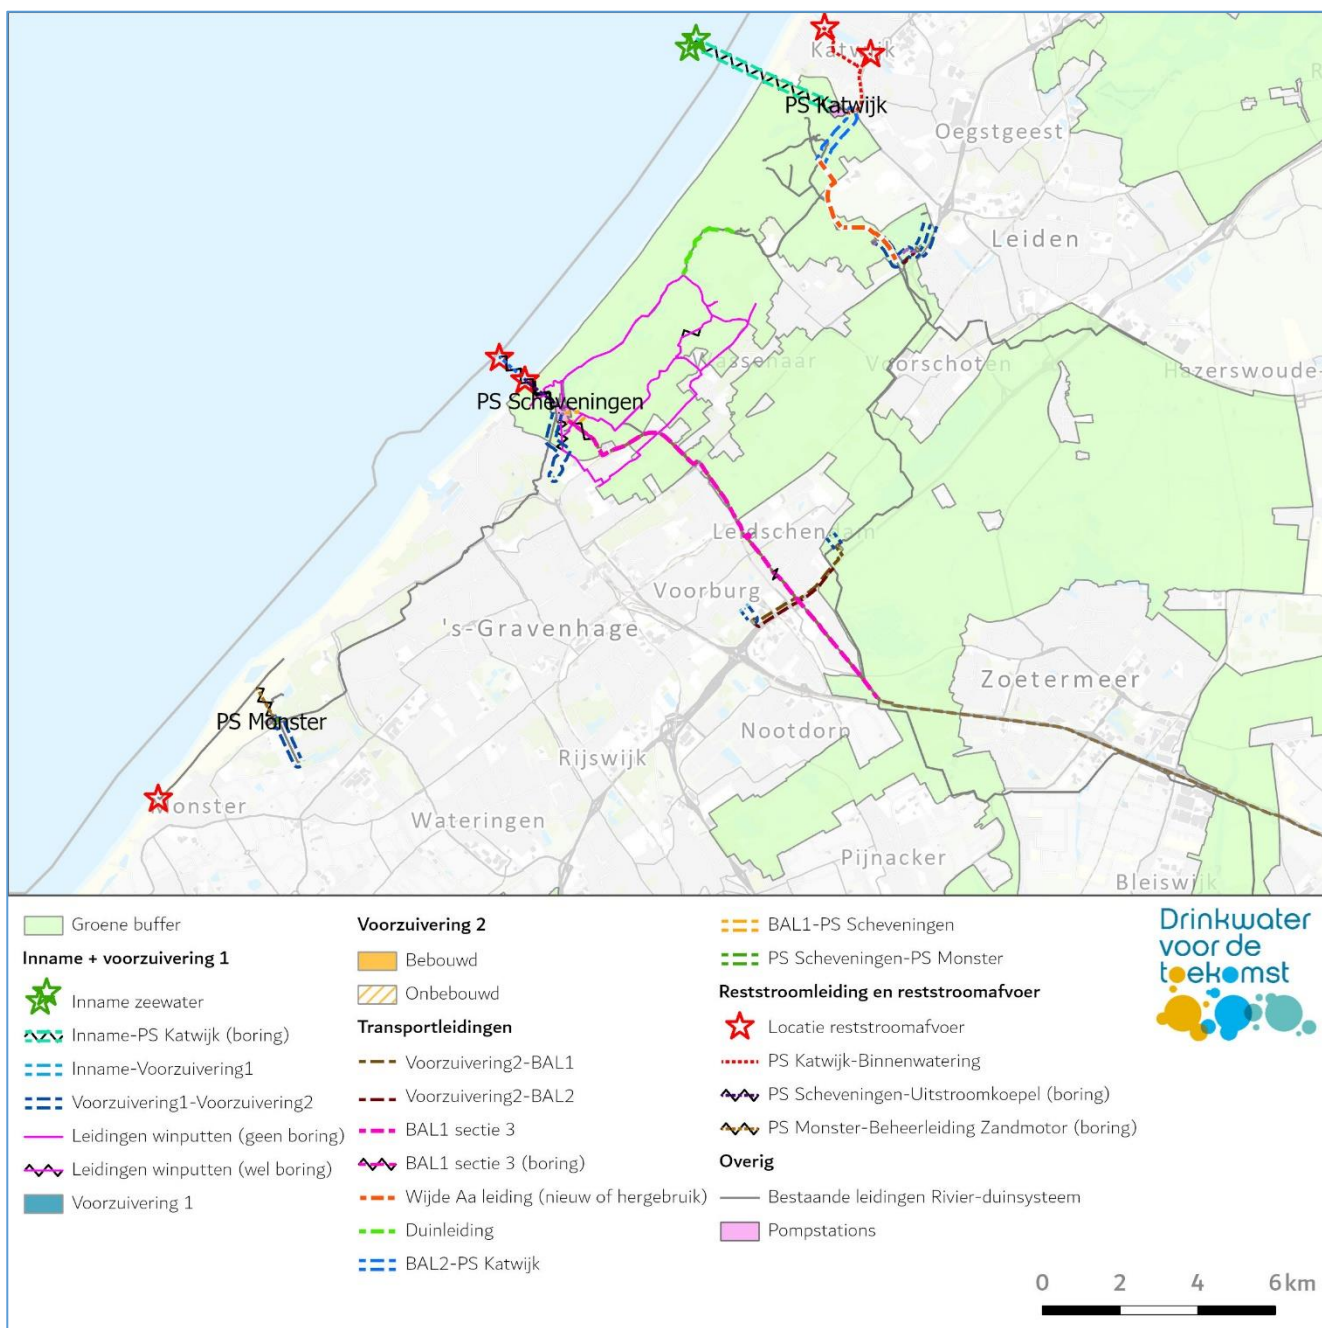 Katwijk
PS Katwijk
Oegstgeest
Leiden
Wassenaar
Voorschoten
Hazerswoude-
PS Scheveningen
Leidschendam
Voorburg
's-Gravenhage
Zoetermeer
PS Monster
Nootdorp
Rijswijk
Monster
Wateringen
Pijnacker
Bleiswijk
Groene buffer
Inname + voorzuivering 1
Inname zeewater
Inname-PS Katwijk (boring)
Inname-Voorzuivering1
Voorzuivering1-Voorzuivering2
Leidingen winputten (geen boring)
Leidingen winputten (wel boring)
Voorzuivering 1
Voorzuivering 2
Bebouwd
Onbebouwd
Transportleidingen
Voorzuivering2-BAL1
Voorzuivering2-BAL2
BAL1 sectie 3
BAL1 sectie 3 (boring)
Wijde Aa leiding (nieuw of hergebruik)
Duinleiding
BAL2-PS Katwijk
BAL1-PS Scheveningen
PS Scheveningen-PS Monster
Reststroomleiding en reststroomafvoer
Locatie reststroomafvoer
PS Katwijk-Binnenwatering
PS Scheveningen-Uitstroomkoepel (boring)
PS Monster-Beheerleiding Zandmotor (boring)
Overig
Bestaande leidingen Rivier-duinsysteem
Pompstations
Drinkwater
voor de
toekomst
0 2 4 6 km